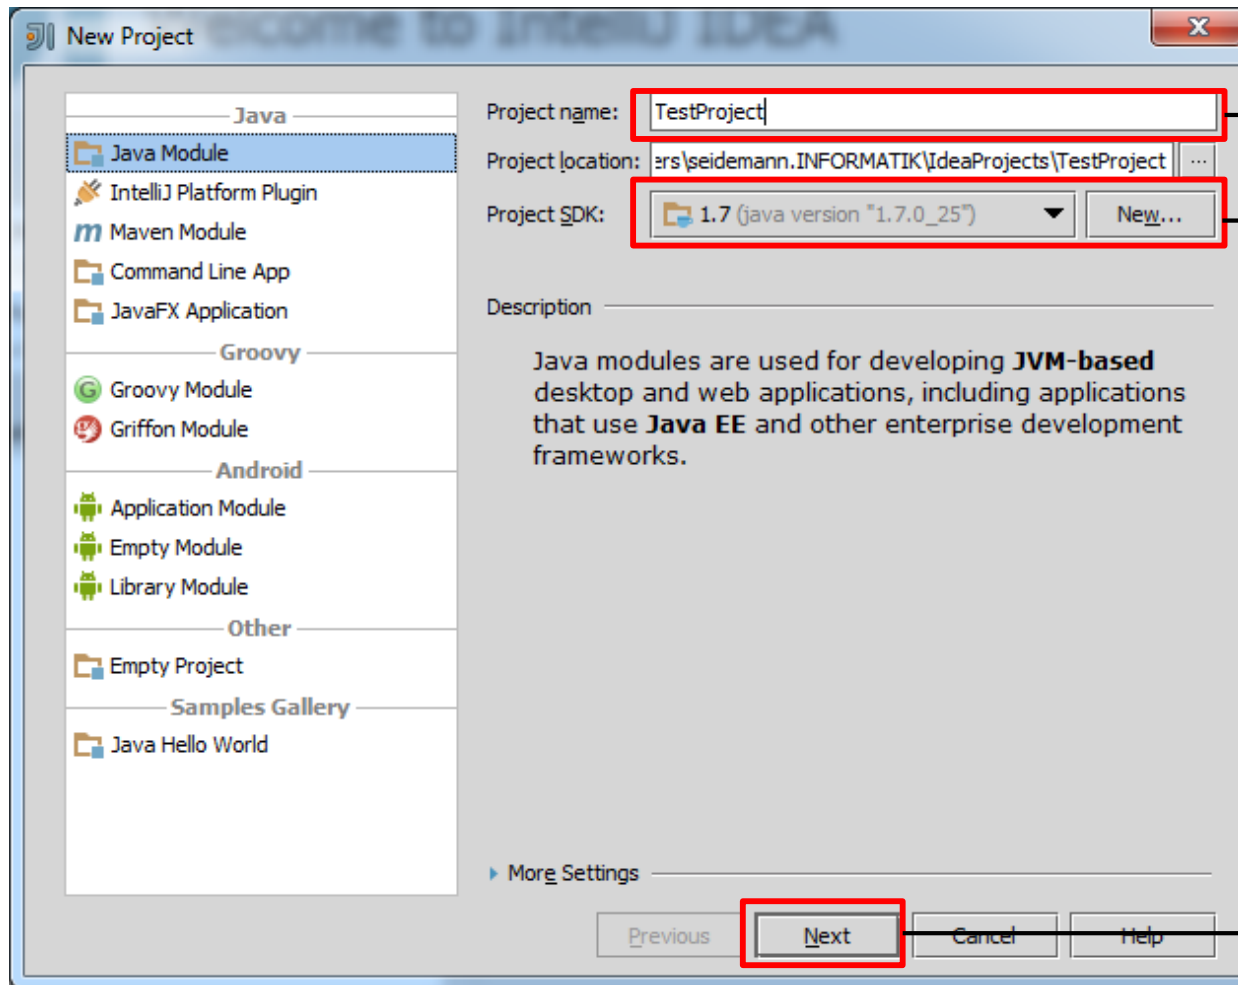 Welcome to IntelliJ IDEA
New Project
Java
Java Module
IntelliJ Platform Plugin
Maven Module
Command Line App
JavaFX Application
Groovy
Groovy Module
Griffon Module
Android
Application Module
Empty Module
Library Module
Other
Empty Project
Samples Gallery
Java Hello World
Project name: TestProject
Project location: ers\seidemann.INFORMATIK\IdeaProjects\TestProject ...
Project SDK: 1.7 (java version "1.7.0_25") New...
Description
Java modules are used for developing JVM-based
desktop and web applications, including applications
that use Java EE and other enterprise development
frameworks.
More Settings
Previous Next Cancel Help